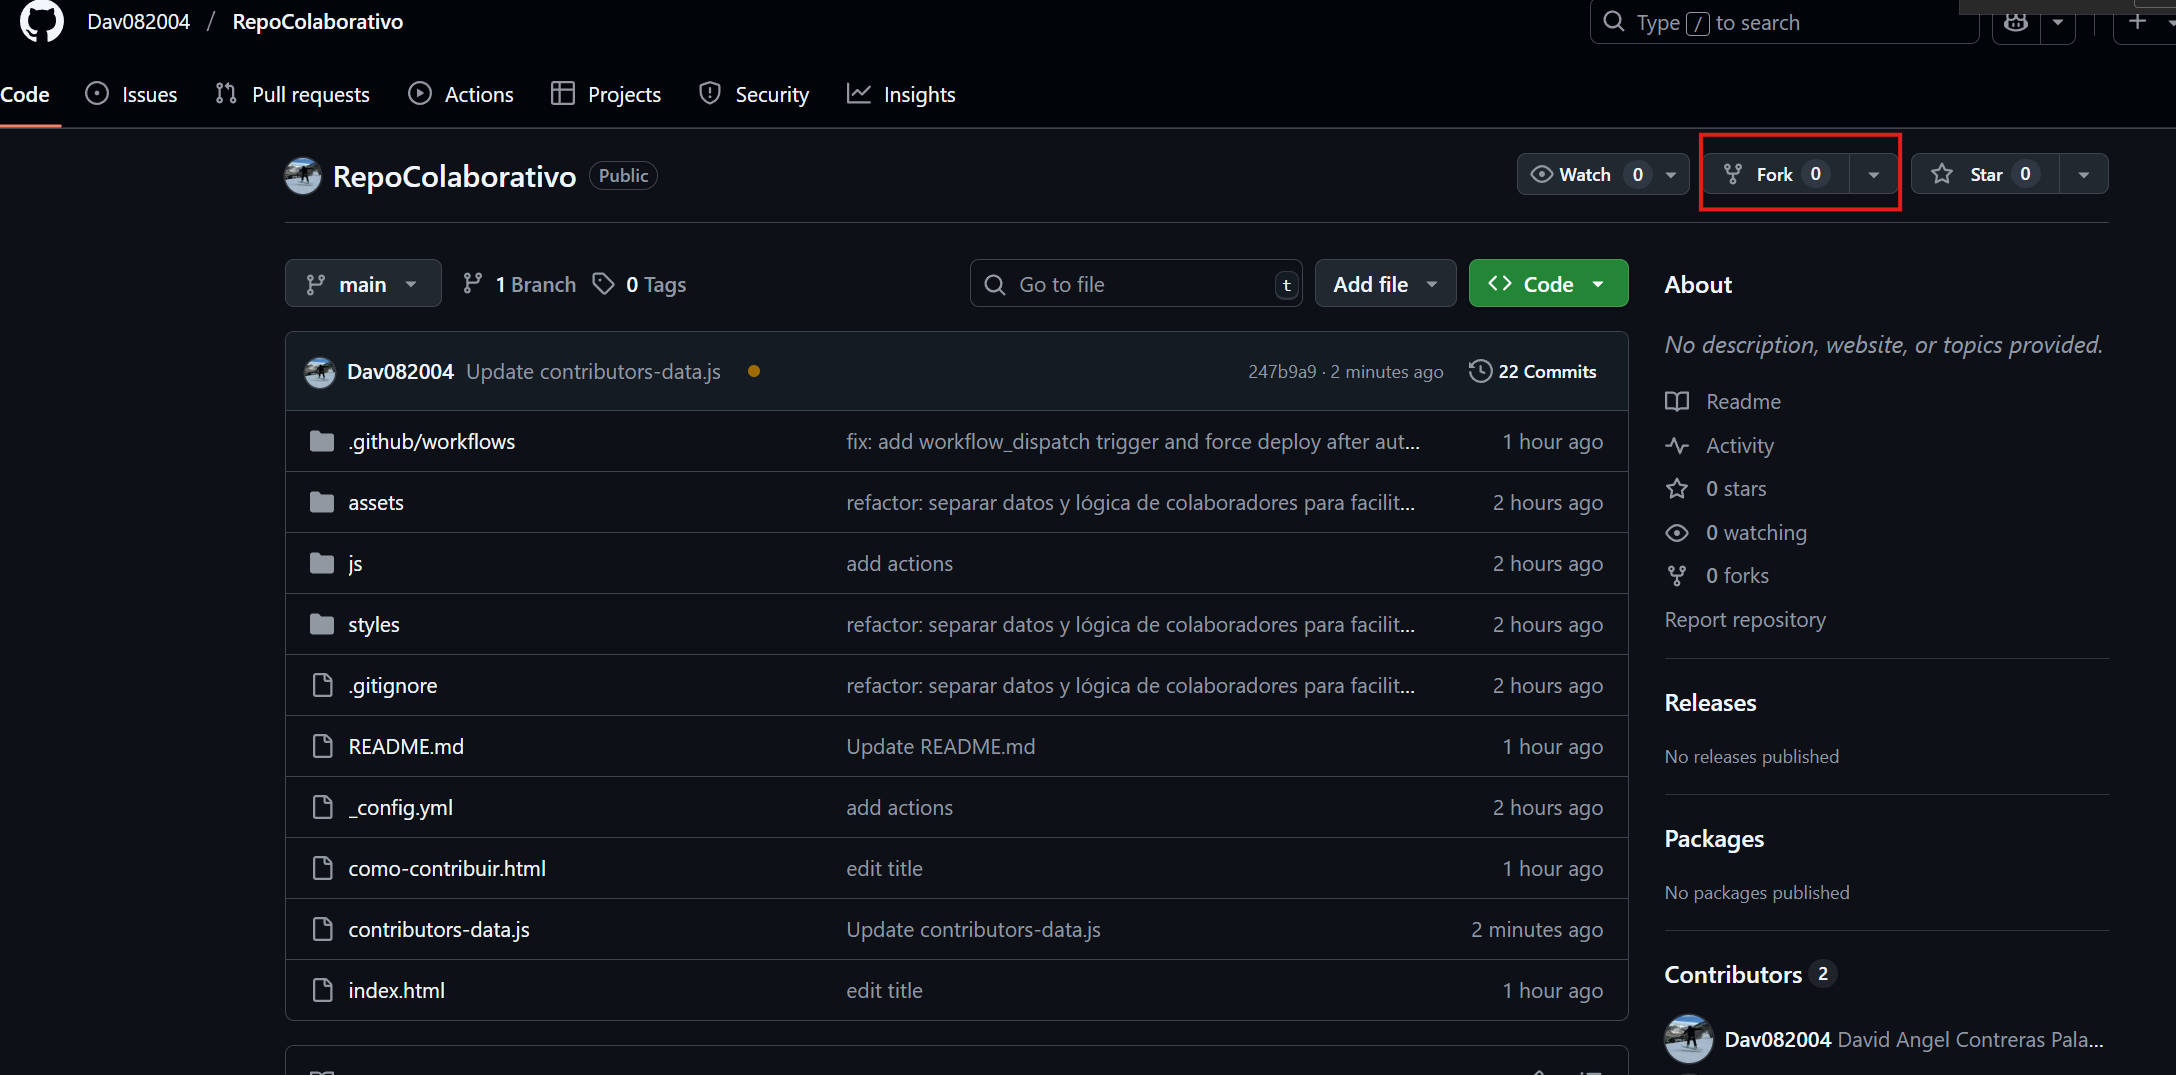 Dav082004 / RepoColaborativo
Type / to search
Code Issues Pull requests Actions Projects Security Insights
RepoColaborativo Public
Watch 0 Fork 0 Star 0
main 1 Branch 0 Tags
Go to file t Add file Code
Dav082004 Update contributors-data.js 247b9a9 · 2 minutes ago 22 Commits
.github/workflows fix: add workflow_dispatch trigger and force deploy after aut... 1 hour ago
assets refactor: separar datos y lógica de colaboradores para facilit... 2 hours ago
js add actions 2 hours ago
styles refactor: separar datos y lógica de colaboradores para facilit... 2 hours ago
.gitignore refactor: separar datos y lógica de colaboradores para facilit... 2 hours ago
README.md Update README.md 1 hour ago
_config.yml add actions 2 hours ago
como-contribuir.html edit title 1 hour ago
contributors-data.js Update contributors-data.js 2 minutes ago
index.html edit title 1 hour ago
About
No description, website, or topics provided.
Readme
Activity
0 stars
0 watching
0 forks
Report repository
Releases
No releases published
Packages
No packages published
Contributors 2
Dav082004 David Angel Contreras Pala...